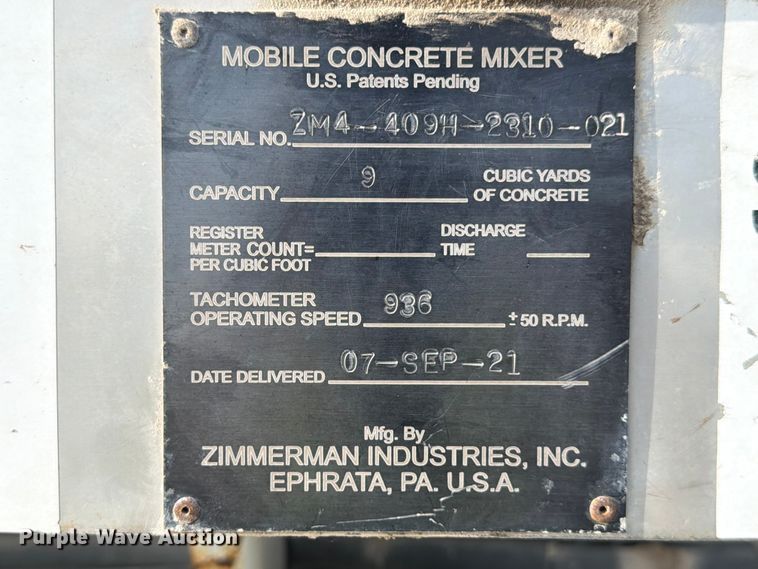 MOBILE CONCRETE MIXER
U.S. Patents Pending
SERIAL NO. ZM4-409H-2310-021
CAPACITY 9 CUBIC YARDS OF CONCRETE
REGISTER METER COUNT= PER CUBIC FOOT
DISCHARGE TIME
TACHOMETER OPERATING SPEED 936 ± 50 R.P.M.
DATE DELIVERED 07-SEP-21
Mfg. By
ZIMMERMAN INDUSTRIES, INC.
EPHRATA, PA. U.S.A.
Purple Wave Auction